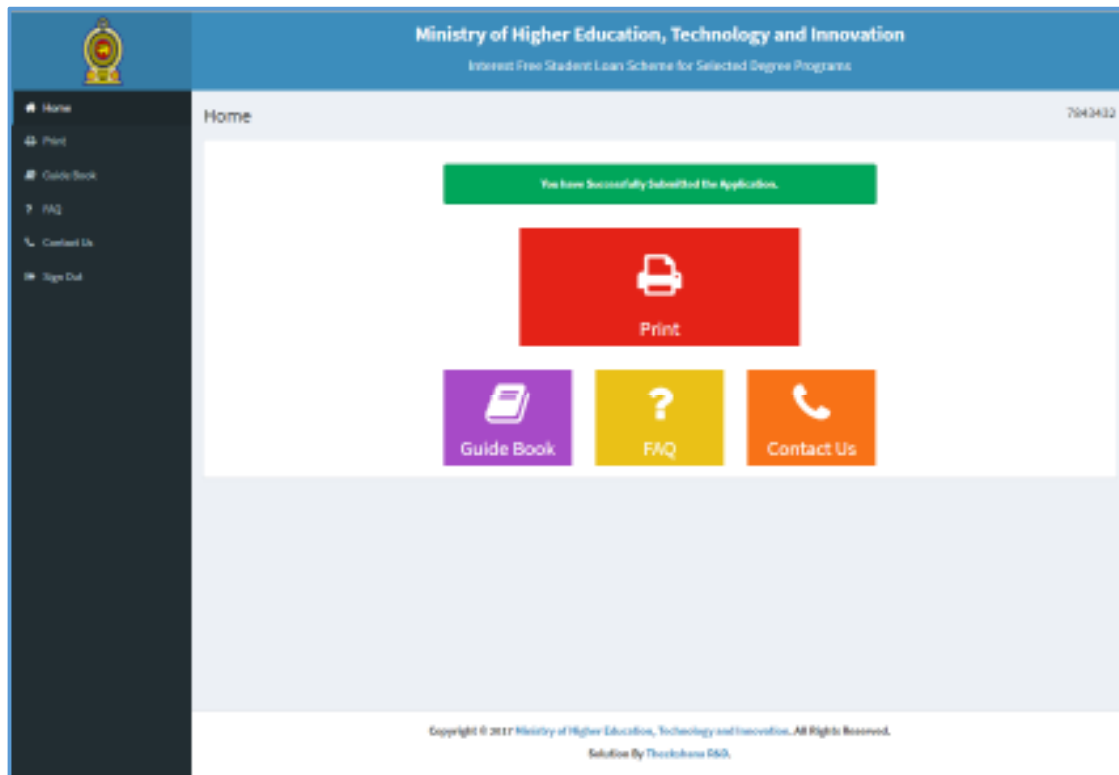 Ministry of Higher Education, Technology and Innovation
Interest Free Student Loan Scheme for Selected Degree Programs
Home
Print
Guide Book
FAQ
Contact Us
Sign Out
Home
7843432
You have Successfully Submitted the Application.
Print
Guide Book
FAQ
Contact Us
Copyright © 2017 Ministry of Higher Education, Technology and Innovation. All Rights Reserved.
Solution By Theekshana R&D.